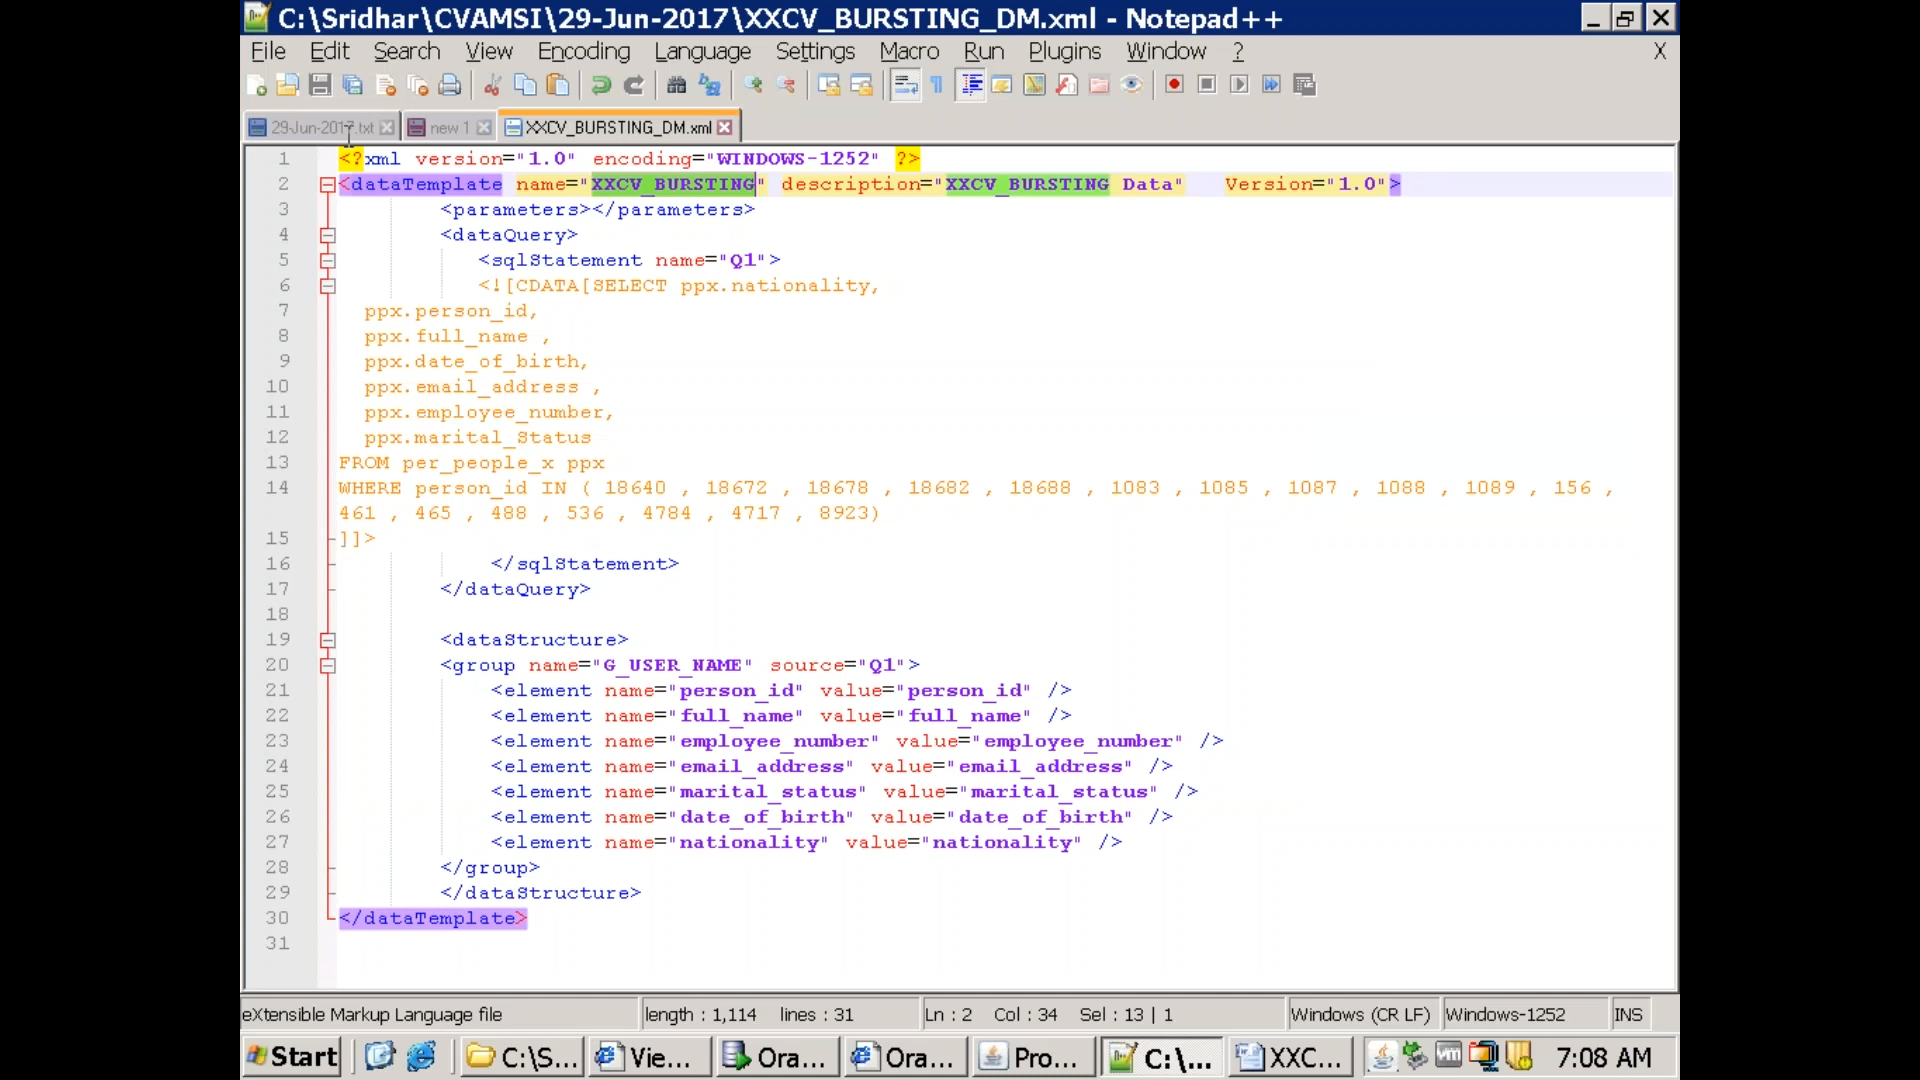 C:\Sridhar\CVAMSI\29-Jun-2017\XXCV_BURSTING_DM.xml - Notepad++
File Edit Search View Encoding Language Settings Macro Run Plugins Window ? X
29-Jun-2017.txt new 1 XXCV_BURSTING_DM.xml
1 <?xml version="1.0" encoding="WINDOWS-1252" ?>
2 <dataTemplate name="XXCV_BURSTING" description="XXCV_BURSTING Data" Version="1.0">
3 <parameters></parameters>
4 <dataQuery>
5 <sqlStatement name="Q1">
6 <![CDATA[SELECT ppx.nationality,
7 ppx.person_id,
8 ppx.full_name ,
9 ppx.date_of_birth,
10 ppx.email_address ,
11 ppx.employee_number,
12 ppx.marital_Status
13 FROM per_people_x ppx
14 WHERE person_id IN ( 18640 , 18672 , 18678 , 18682 , 18688 , 1083 , 1085 , 1087 , 1088 , 1089 , 156 ,
461 , 465 , 488 , 536 , 4784 , 4717 , 8923)
15 ]]>
16 </sqlStatement>
17 </dataQuery>
18
19 <dataStructure>
20 <group name="G_USER_NAME" source="Q1">
21 <element name="person_id" value="person_id" />
22 <element name="full_name" value="full_name" />
23 <element name="employee_number" value="employee_number" />
24 <element name="email_address" value="email_address" />
25 <element name="marital_status" value="marital_status" />
26 <element name="date_of_birth" value="date_of_birth" />
27 <element name="nationality" value="nationality" />
28 </group>
29 </dataStructure>
30 </dataTemplate>
31
eXtensible Markup Language file length : 1,114 lines : 31 Ln : 2 Col : 34 Sel : 13 | 1 Windows (CR LF) Windows-1252 INS
Start C:\S... Vie... Ora... Ora... Pro... C:\... XXC... 7:08 AM